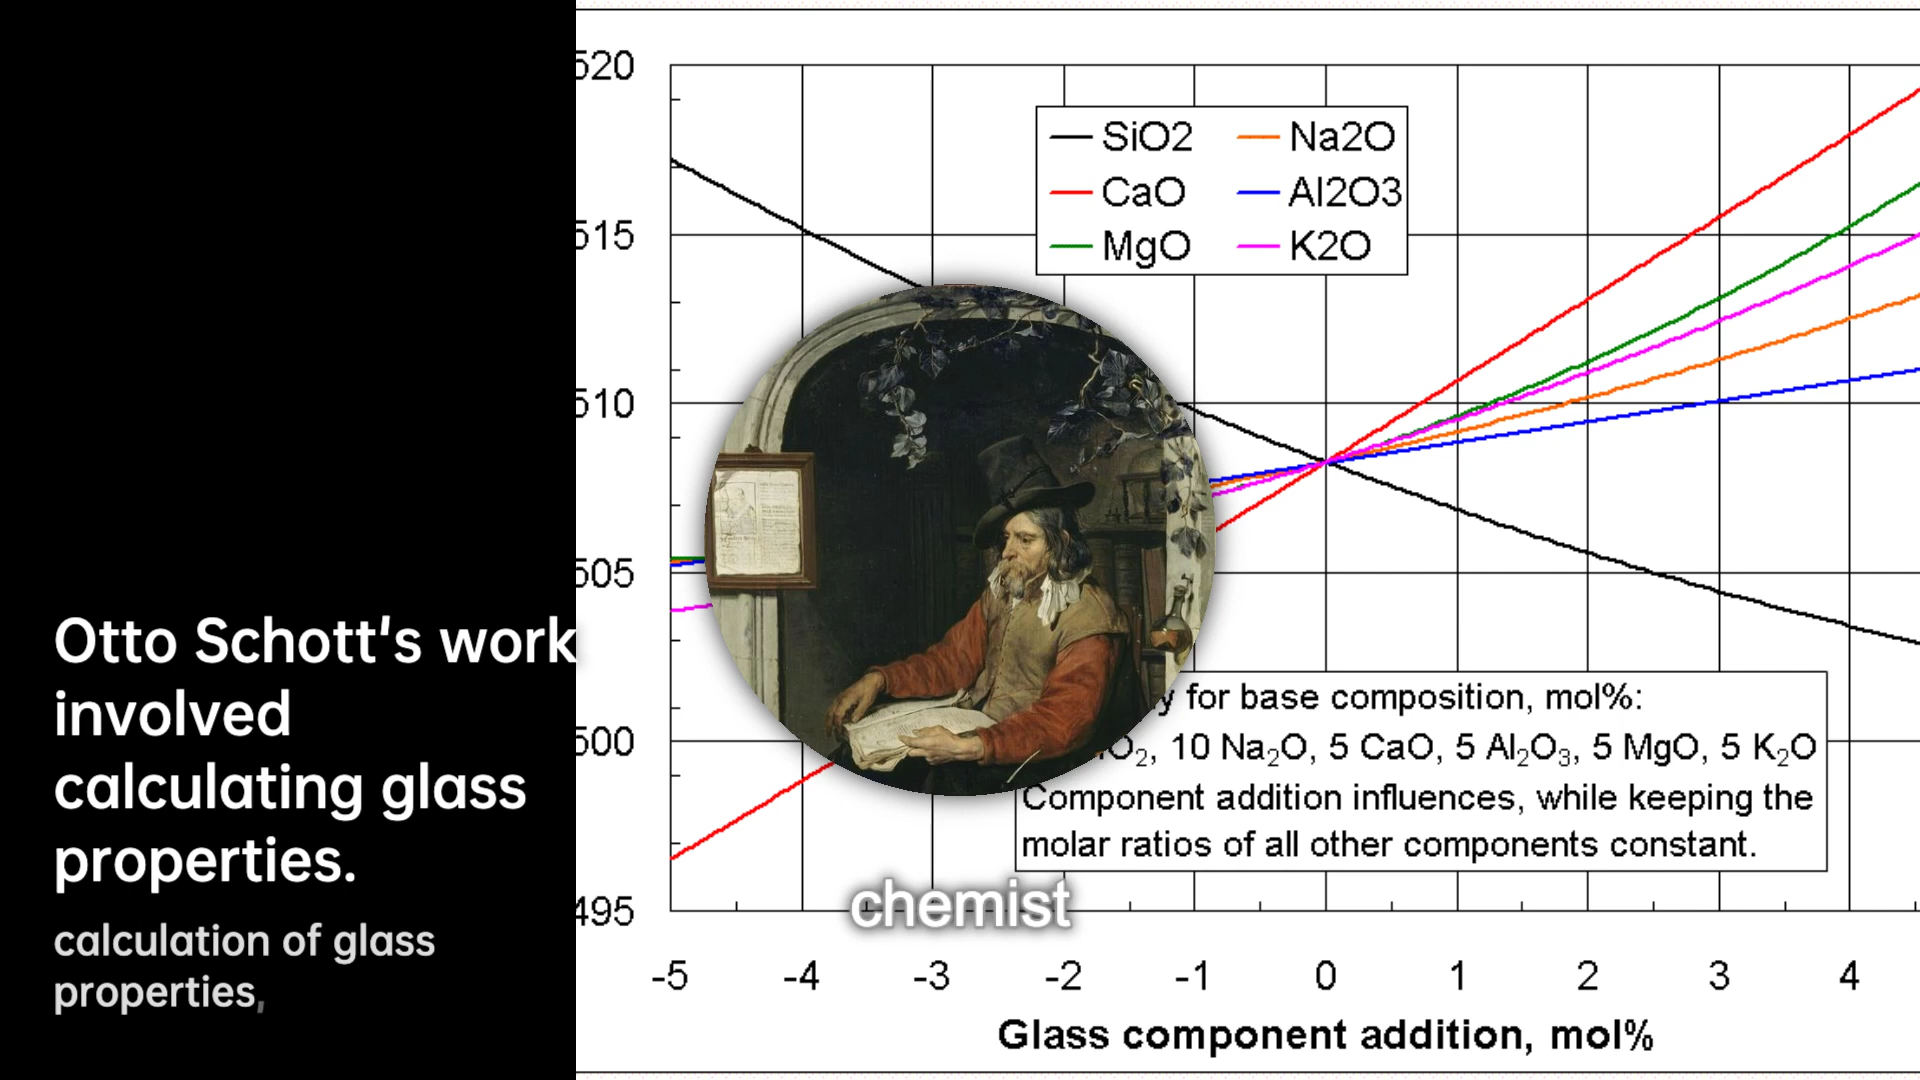 Otto Schott's work
involved
calculating glass
properties.
calculation of glass
properties,
520
515
510
505
500
495
SiO2
Na2O
CaO
Al2O3
MgO
K2O
for base composition, mol%:
10 Na₂O, 5 CaO, 5 Al₂O₃, 5 MgO, 5 K₂O
Component addition influences, while keeping the
molar ratios of all other components constant.
chemist
-5 -4 -3 -2 -1 0 1 2 3 4
Glass component addition, mol%